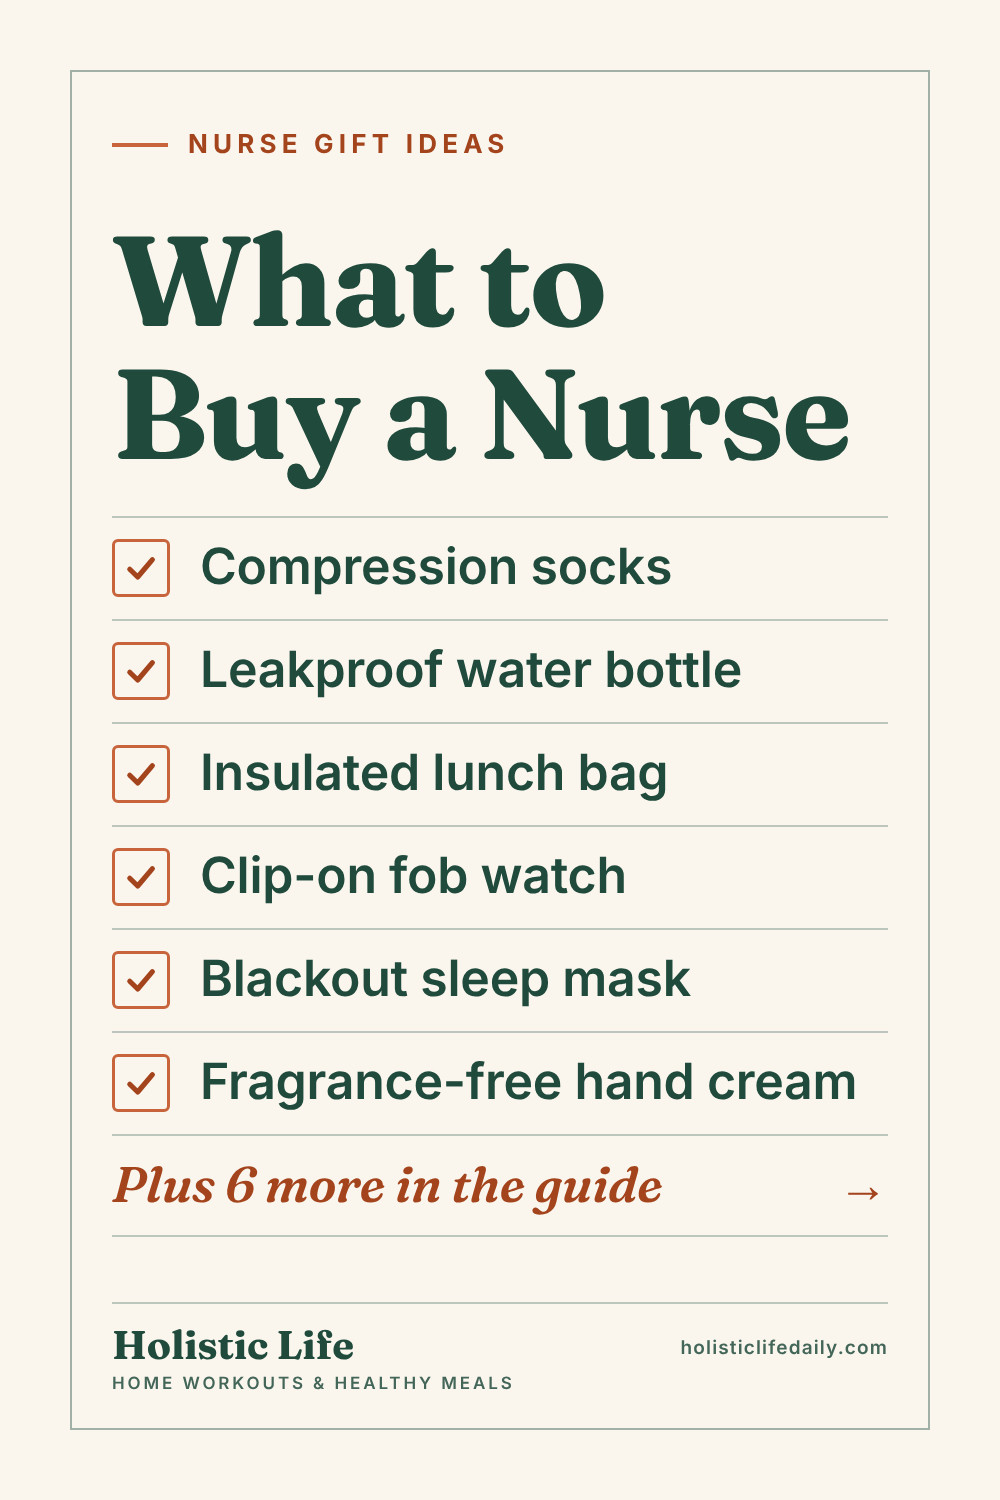 NURSE GIFT IDEAS
What to
Buy a Nurse
Compression socks
Leakproof water bottle
Insulated lunch bag
Clip-on fob watch
Blackout sleep mask
Fragrance-free hand cream
Plus 6 more in the guide →
Holistic Life
holisticlifedaily.com
HOME WORKOUTS & HEALTHY MEALS